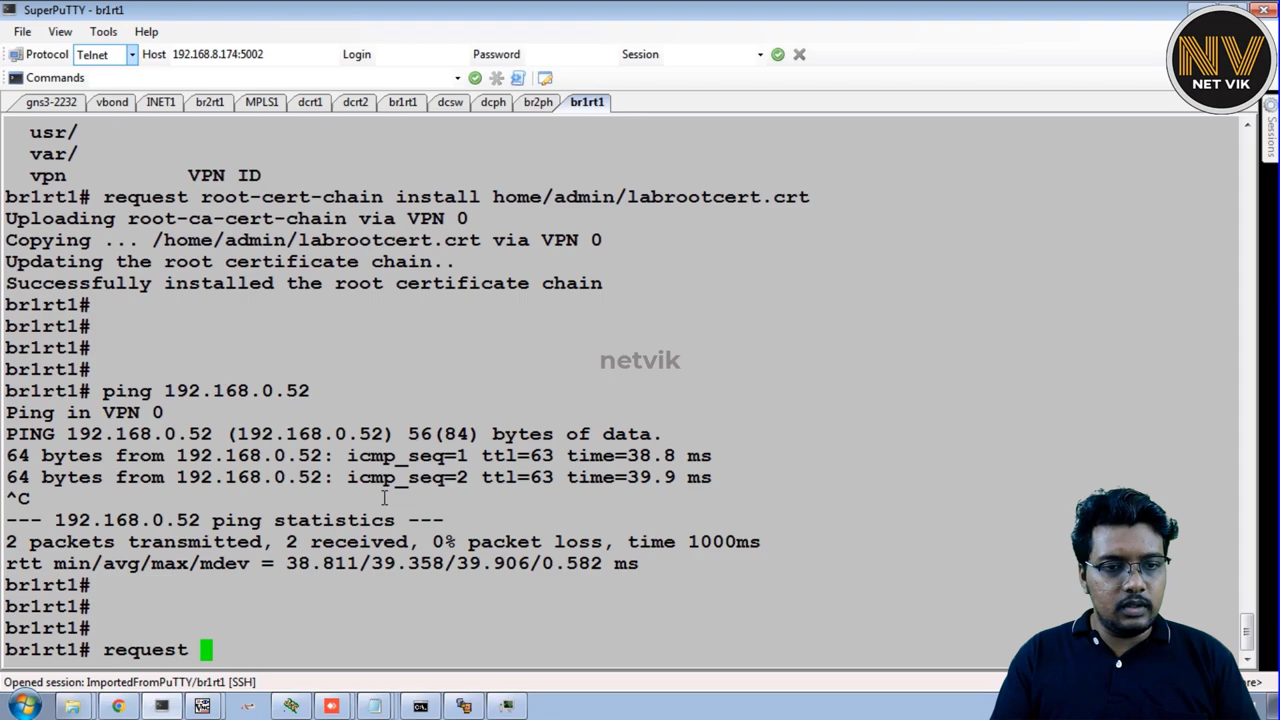 SuperPuTTY - br1rt1
File View Tools Help
Protocol Telnet Host 192.168.8.174:5002 Login Password Session
Commands
gns3-2232 vbond INET1 br2rt1 MPLS1 dcrt1 dcrt2 br1rt1 dcsw dcph br2ph br1rt1
NV
NET VIK
Sessions
usr/
var/
vpn VPN ID
br1rt1# request root-cert-chain install home/admin/labrootcert.crt
Uploading root-ca-cert-chain via VPN 0
Copying ... /home/admin/labrootcert.crt via VPN 0
Updating the root certificate chain..
Successfully installed the root certificate chain
br1rt1#
br1rt1#
br1rt1#
br1rt1#
netvik
br1rt1# ping 192.168.0.52
Ping in VPN 0
PING 192.168.0.52 (192.168.0.52) 56(84) bytes of data.
64 bytes from 192.168.0.52: icmp_seq=1 ttl=63 time=38.8 ms
64 bytes from 192.168.0.52: icmp_seq=2 ttl=63 time=39.9 ms
^C
--- 192.168.0.52 ping statistics ---
2 packets transmitted, 2 received, 0% packet loss, time 1000ms
rtt min/avg/max/mdev = 38.811/39.358/39.906/0.582 ms
br1rt1#
br1rt1#
br1rt1#
br1rt1# request
Opened session: ImportedFromPuTTY/br1rt1 [SSH]